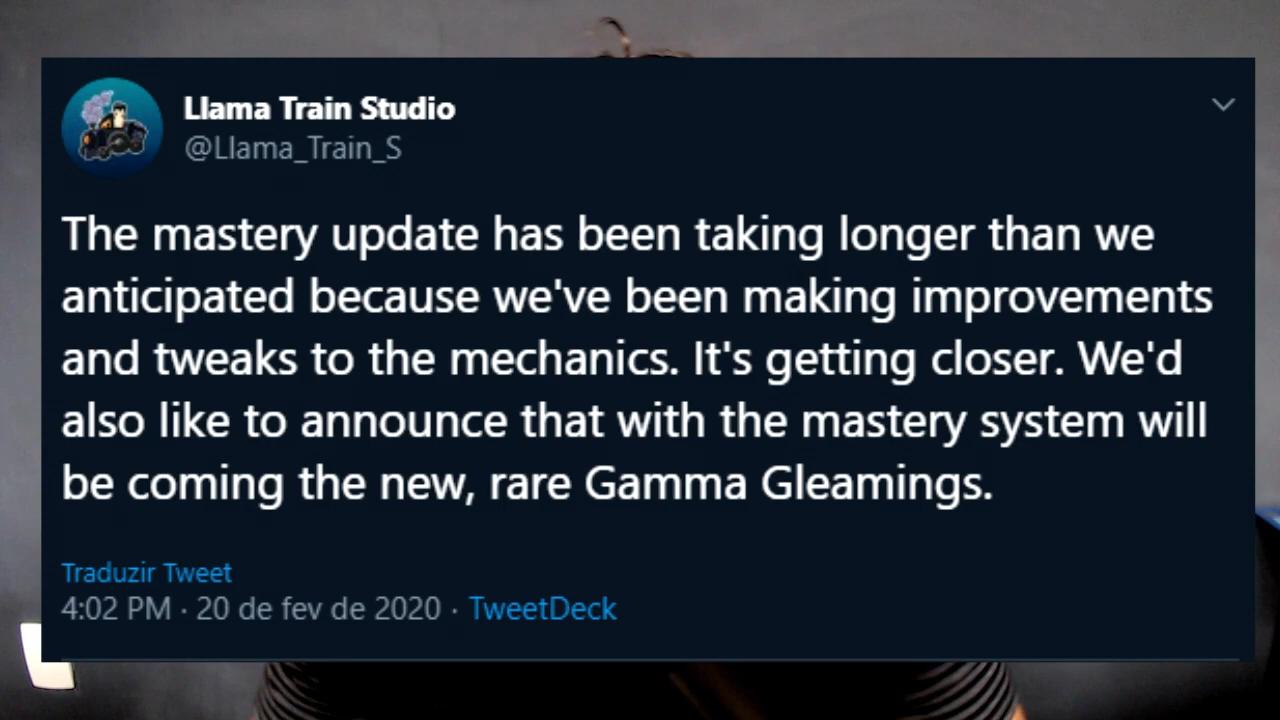 Llama Train Studio
@Llama_Train_S
The mastery update has been taking longer than we
anticipated because we've been making improvements
and tweaks to the mechanics. It's getting closer. We'd
also like to announce that with the mastery system will
be coming the new, rare Gamma Gleamings.
Traduzir Tweet
4:02 PM · 20 de fev de 2020 · TweetDeck